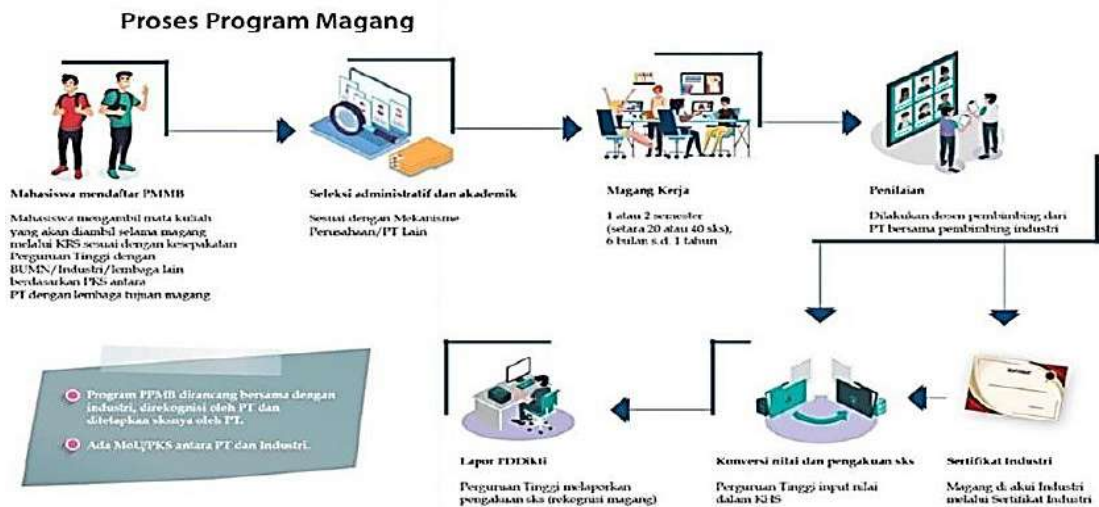 Proses Program Magang
Mahasiswa mendaftar PMMB
Mahasiswa mengambil mata kuliah
yang akan diambil selama magang
melalui KRS sesuai dengan kesepakatan
Perguruan Tinggi dengan
BUMN/Industri/lembaga lain
berdasarkan PKS antara
PT dengan lembaga tujuan magang
Seleksi administratif dan akademik
Sesuai dengan Mekanisme
Perusahaan/PT Lain
Magang Kerja
1 atau 2 semester
(setara 20 atau 40 sks),
6 bulan s.d. 1 tahun
Penilaian
Dilakukan dosen pembimbing dari
PT bersama pembimbing industri
Program PPMB dirancang bersama dengan
industri, direkognisi oleh PT dan
ditetapkan sksnya oleh PT.
Ada MoU/PKS antara PT dan Industri.
Lapor PDDikti
Perguruan Tinggi melaporkan
pengakuan sks (rekognisi magang)
Konversi nilai dan pengakuan sks
Perguruan Tinggi input nilai
dalam KHS
Sertifikat Industri
Magang di akui Industri
melalui Sertifikat Industri